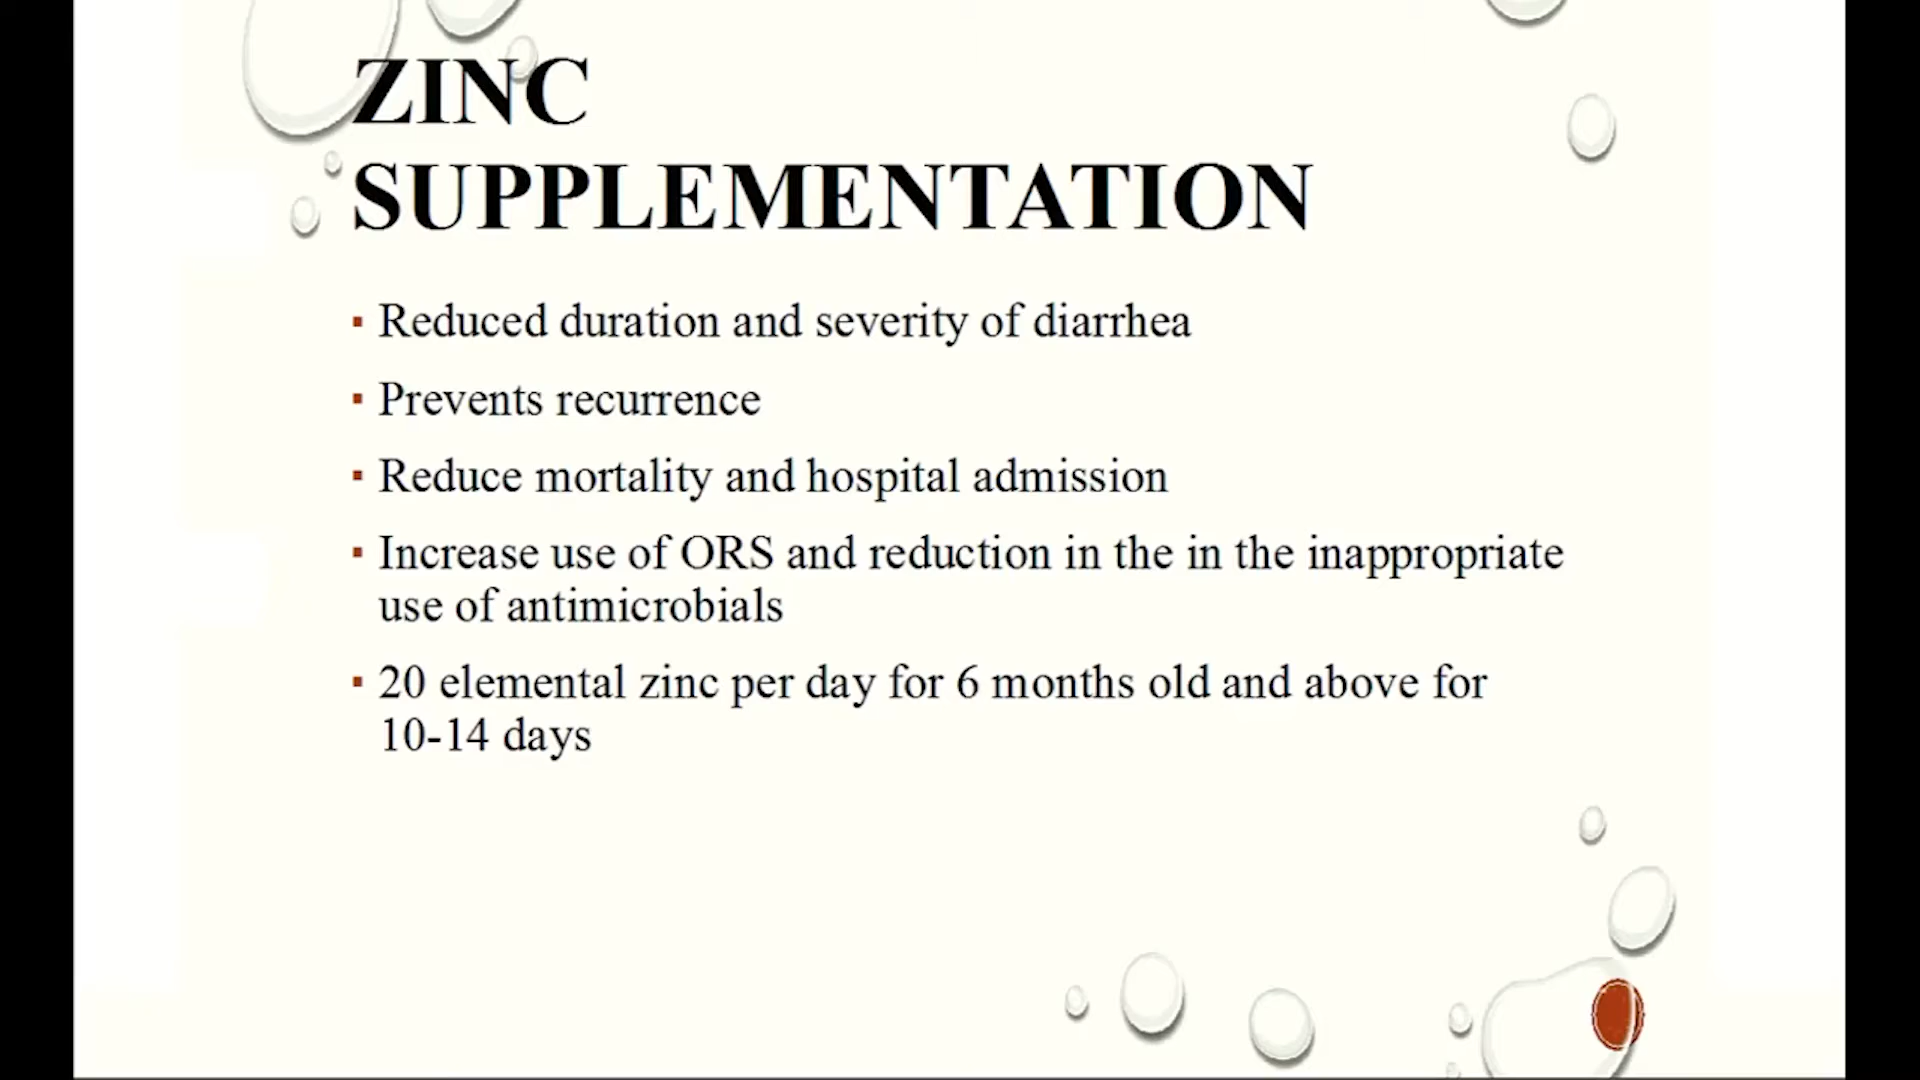 ZINC
SUPPLEMENTATION
▪ Reduced duration and severity of diarrhea
▪ Prevents recurrence
▪ Reduce mortality and hospital admission
▪ Increase use of ORS and reduction in the in the inappropriate
use of antimicrobials
▪ 20 elemental zinc per day for 6 months old and above for
10-14 days